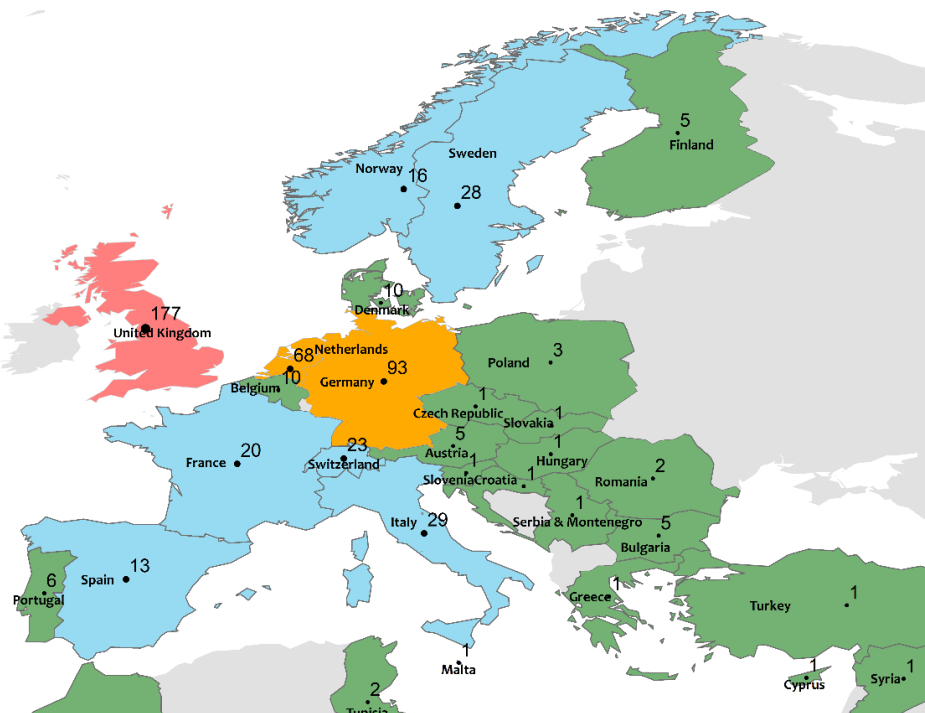 5
Finland
Sweden
Norway
16
28
177
United Kingdom
10
Denmark
Netherlands
68
93
Germany
10
Belgium
3
Poland
1
Czech Republic
1
Slovakia
5
Austria
1
Hungary
23
Switzerland
20
France
1
Slovenia
1
Croatia
2
Romania
1
Serbia & Montenegro
5
Bulgaria
29
Italy
13
Spain
6
Portugal
1
Greece
1
Turkey
1
Malta
1
Cyprus
1
Syria
2
Tunisia